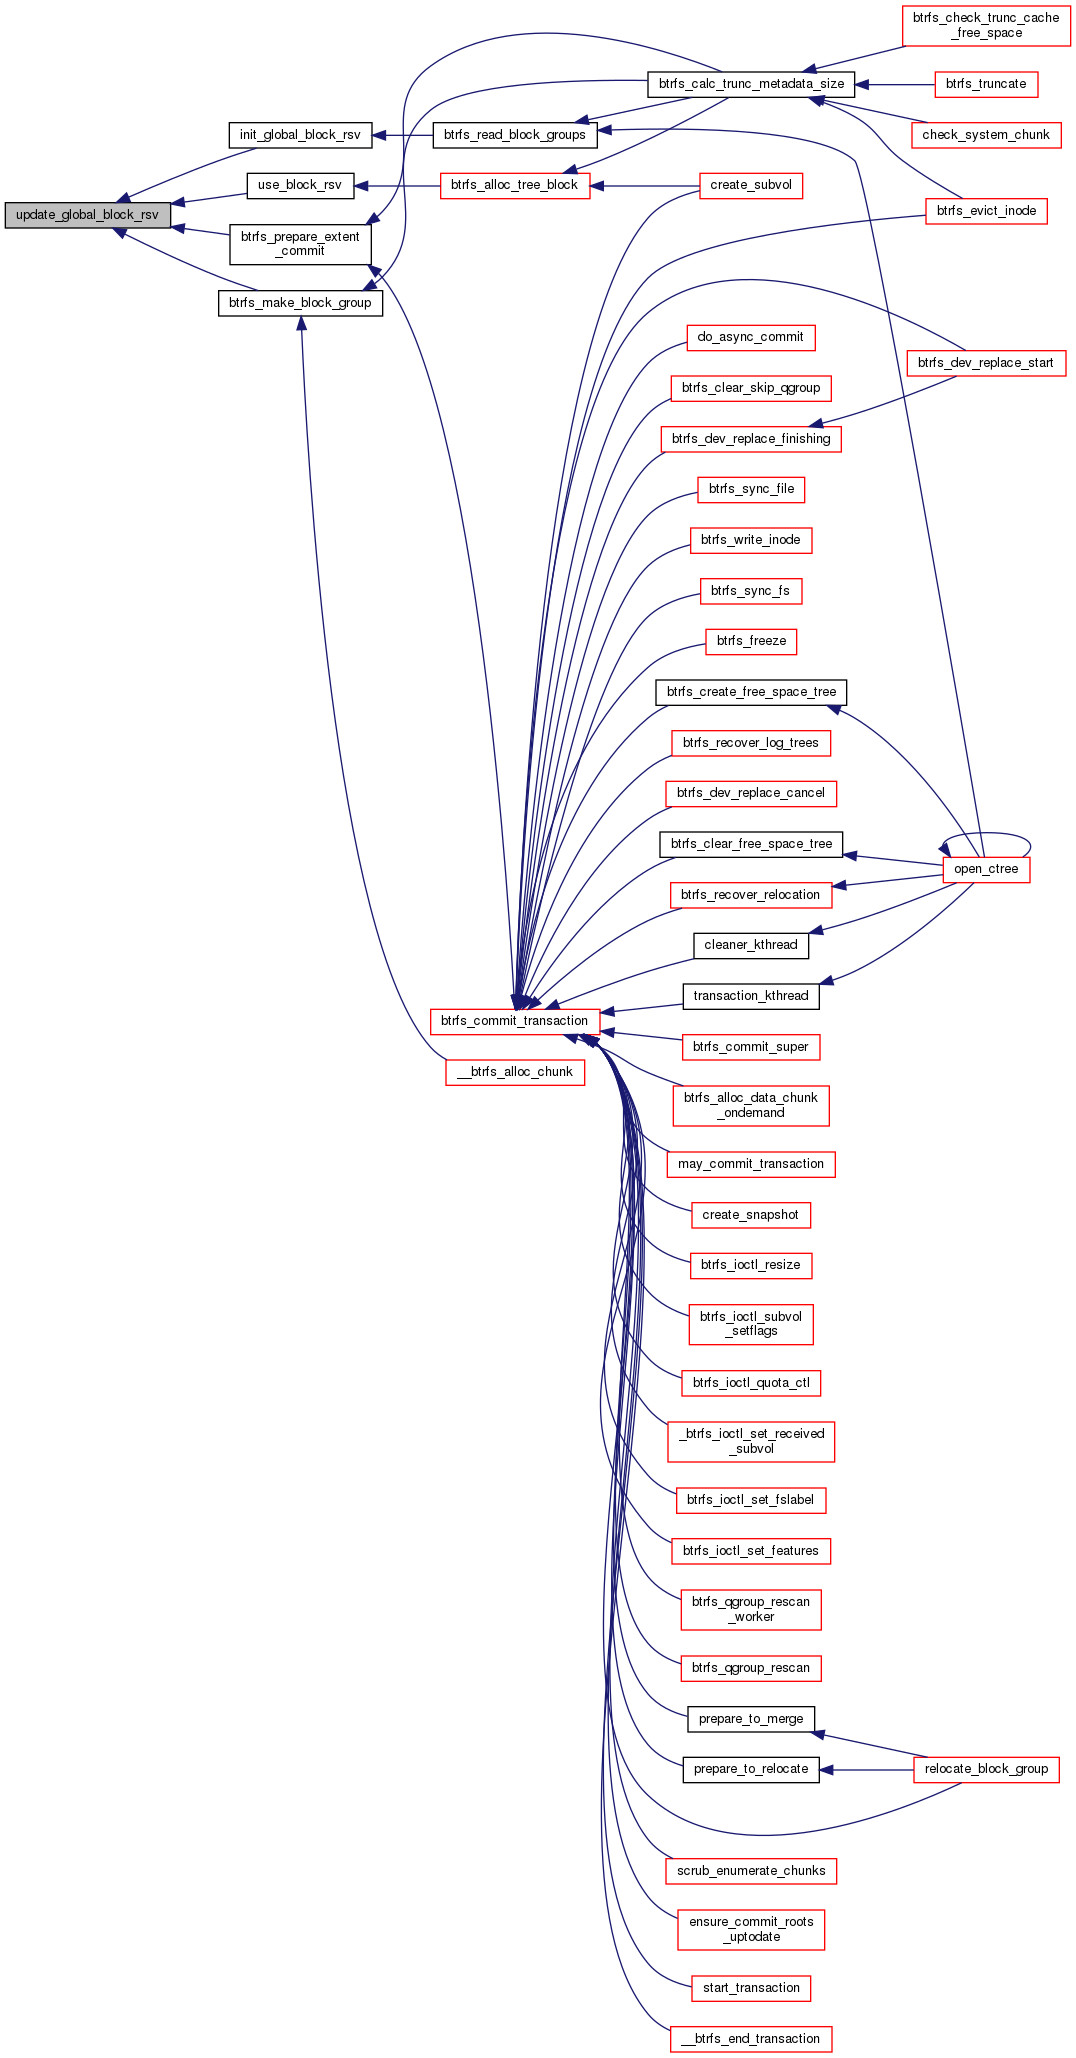 btrfs_check_trunc_cache
_free_space
btrfs_calc_trunc_metadata_size
btrfs_truncate
init_global_block_rsv
btrfs_read_block_groups
check_system_chunk
use_block_rsv
btrfs_alloc_tree_block
create_subvol
update_global_block_rsv
btrfs_evict_inode
btrfs_prepare_extent
_commit
btrfs_make_block_group
do_async_commit
btrfs_dev_replace_start
btrfs_clear_skip_qgroup
btrfs_dev_replace_finishing
btrfs_sync_file
btrfs_write_inode
btrfs_sync_fs
btrfs_freeze
btrfs_create_free_space_tree
btrfs_recover_log_trees
btrfs_dev_replace_cancel
btrfs_clear_free_space_tree
open_ctree
btrfs_recover_relocation
cleaner_kthread
transaction_kthread
btrfs_commit_transaction
btrfs_commit_super
__btrfs_alloc_chunk
btrfs_alloc_data_chunk
_ondemand
may_commit_transaction
create_snapshot
btrfs_ioctl_resize
btrfs_ioctl_subvol
_setflags
btrfs_ioctl_quota_ctl
_btrfs_ioctl_set_received
_subvol
btrfs_ioctl_set_fslabel
btrfs_ioctl_set_features
btrfs_qgroup_rescan
_worker
btrfs_qgroup_rescan
prepare_to_merge
prepare_to_relocate
relocate_block_group
scrub_enumerate_chunks
ensure_commit_roots
_uptodate
start_transaction
__btrfs_end_transaction